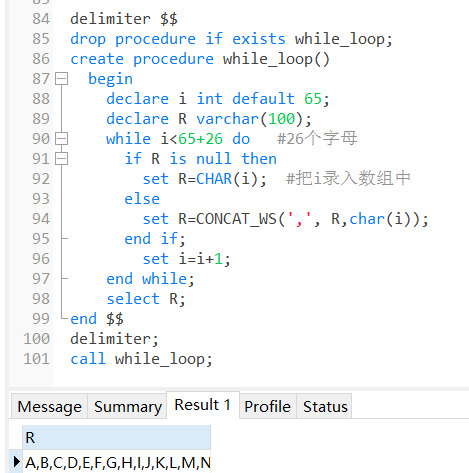 84 delimiter $$
85 drop procedure if exists while_loop;
86 create procedure while_loop()
87 begin
88 declare i int default 65;
89 declare R varchar(100);
90 while i<65+26 do #26个字母
91 if R is null then
92 set R=CHAR(i); #把i录入数组中
93 else
94 set R=CONCAT_WS(',', R,char(i));
95 end if;
96 set i=i+1;
97 end while;
98 select R;
99 end $$
100 delimiter;
101 call while_loop;
Message Summary Result 1 Profile Status
R
A,B,C,D,E,F,G,H,I,J,K,L,M,N